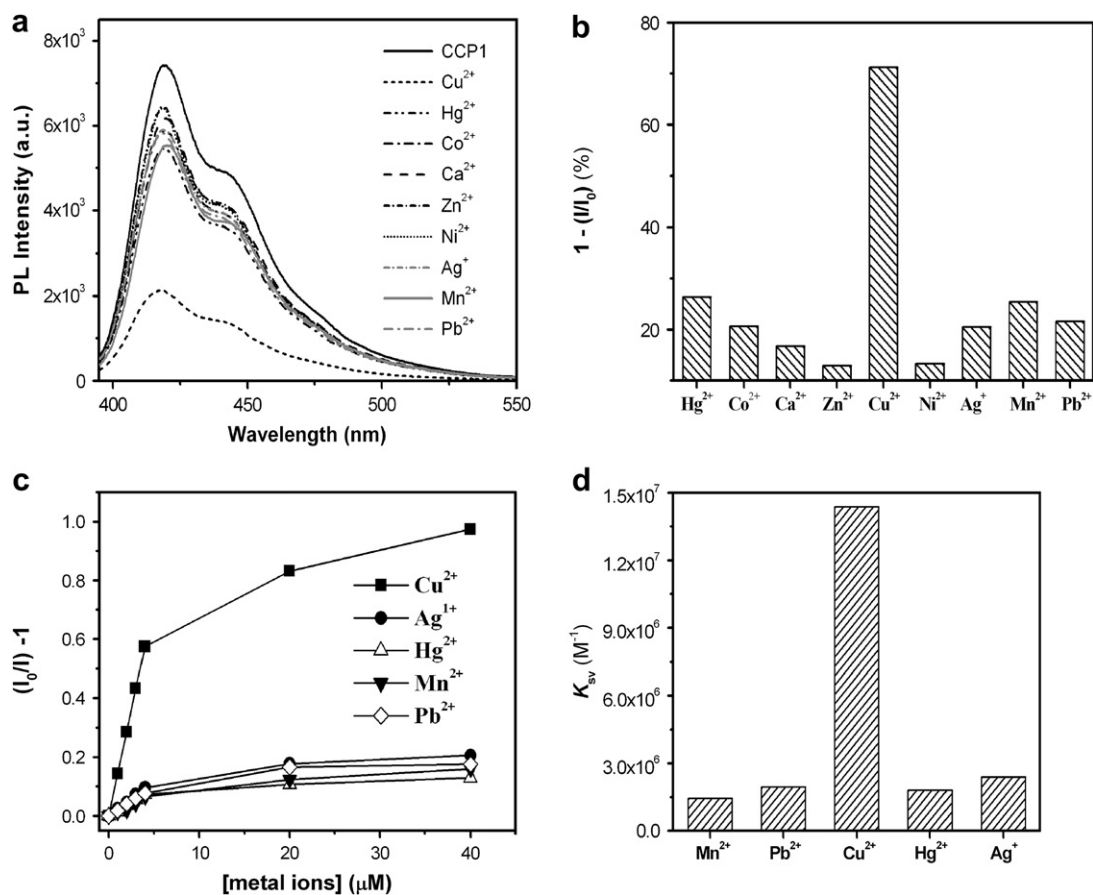 a
PL Intensity (a.u.)
8x10³
6x10³
4x10³
2x10³
0
400 450 500 550
Wavelength (nm)
CCP1
Cu²⁺
Hg²⁺
Co²⁺
Ca²⁺
Zn²⁺
Ni²⁺
Ag⁺
Mn²⁺
Pb²⁺
b
1 - (I/I₀) (%)
80
60
40
20
Hg²⁺ Co²⁺ Ca²⁺ Zn²⁺ Cu²⁺ Ni²⁺ Ag⁺ Mn²⁺ Pb²⁺
c
(I₀/I) -1
1.0
0.8
0.6
0.4
0.2
0.0
0 10 20 30 40
[metal ions] (μM)
Cu²⁺
Ag¹⁺
Hg²⁺
Mn²⁺
Pb²⁺
d
Kₛᵥ (M⁻¹)
1.5x10⁷
1.2x10⁷
9.0x10⁶
6.0x10⁶
3.0x10⁶
0.0
Mn²⁺ Pb²⁺ Cu²⁺ Hg²⁺ Ag⁺